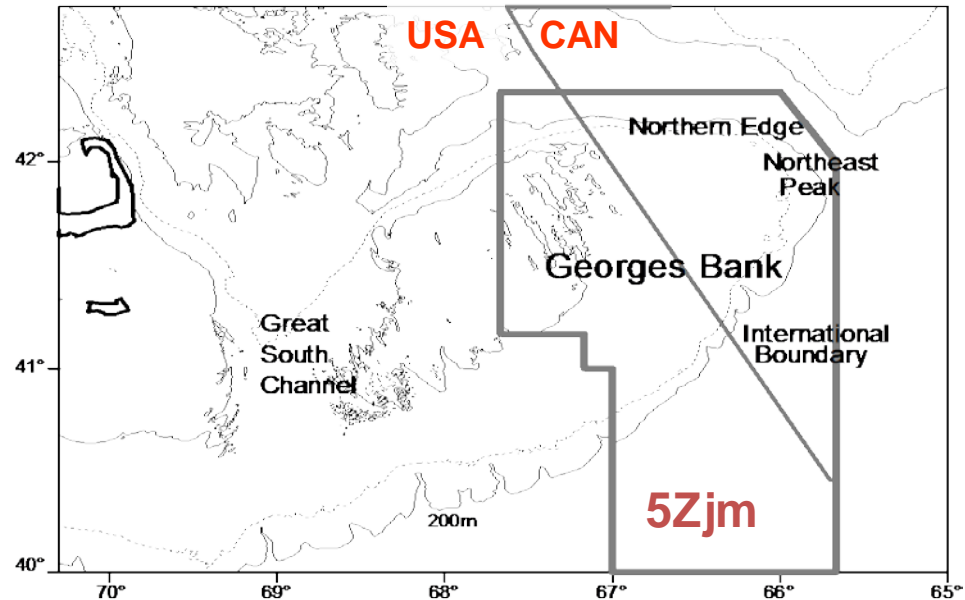 USA CAN
Northern Edge
42°
Northeast
Peak
Georges Bank
Great
South
Channel
International
Boundary
41°
5Zjm
200m
40°
70° 69° 68° 67° 66° 65°